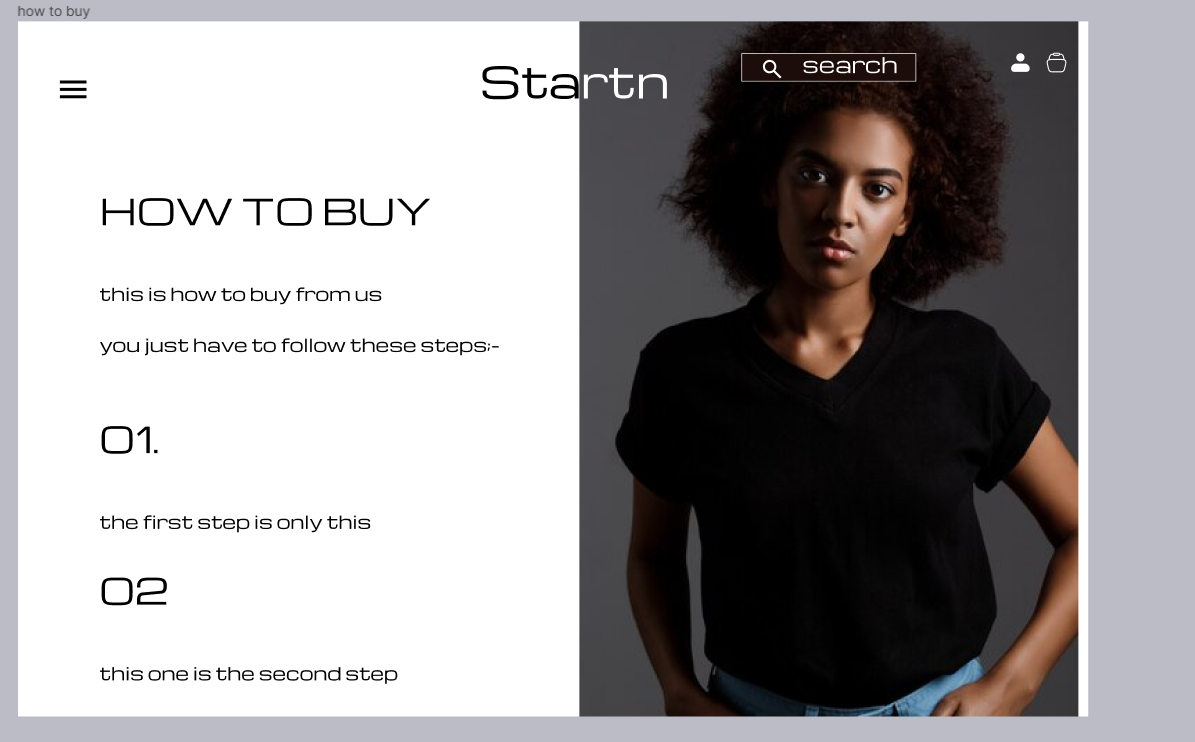 how to buy
Startn
search
HOW TO BUY
this is how to buy from us
you just have to follow these steps;-
01.
the first step is only this
02
this one is the second step